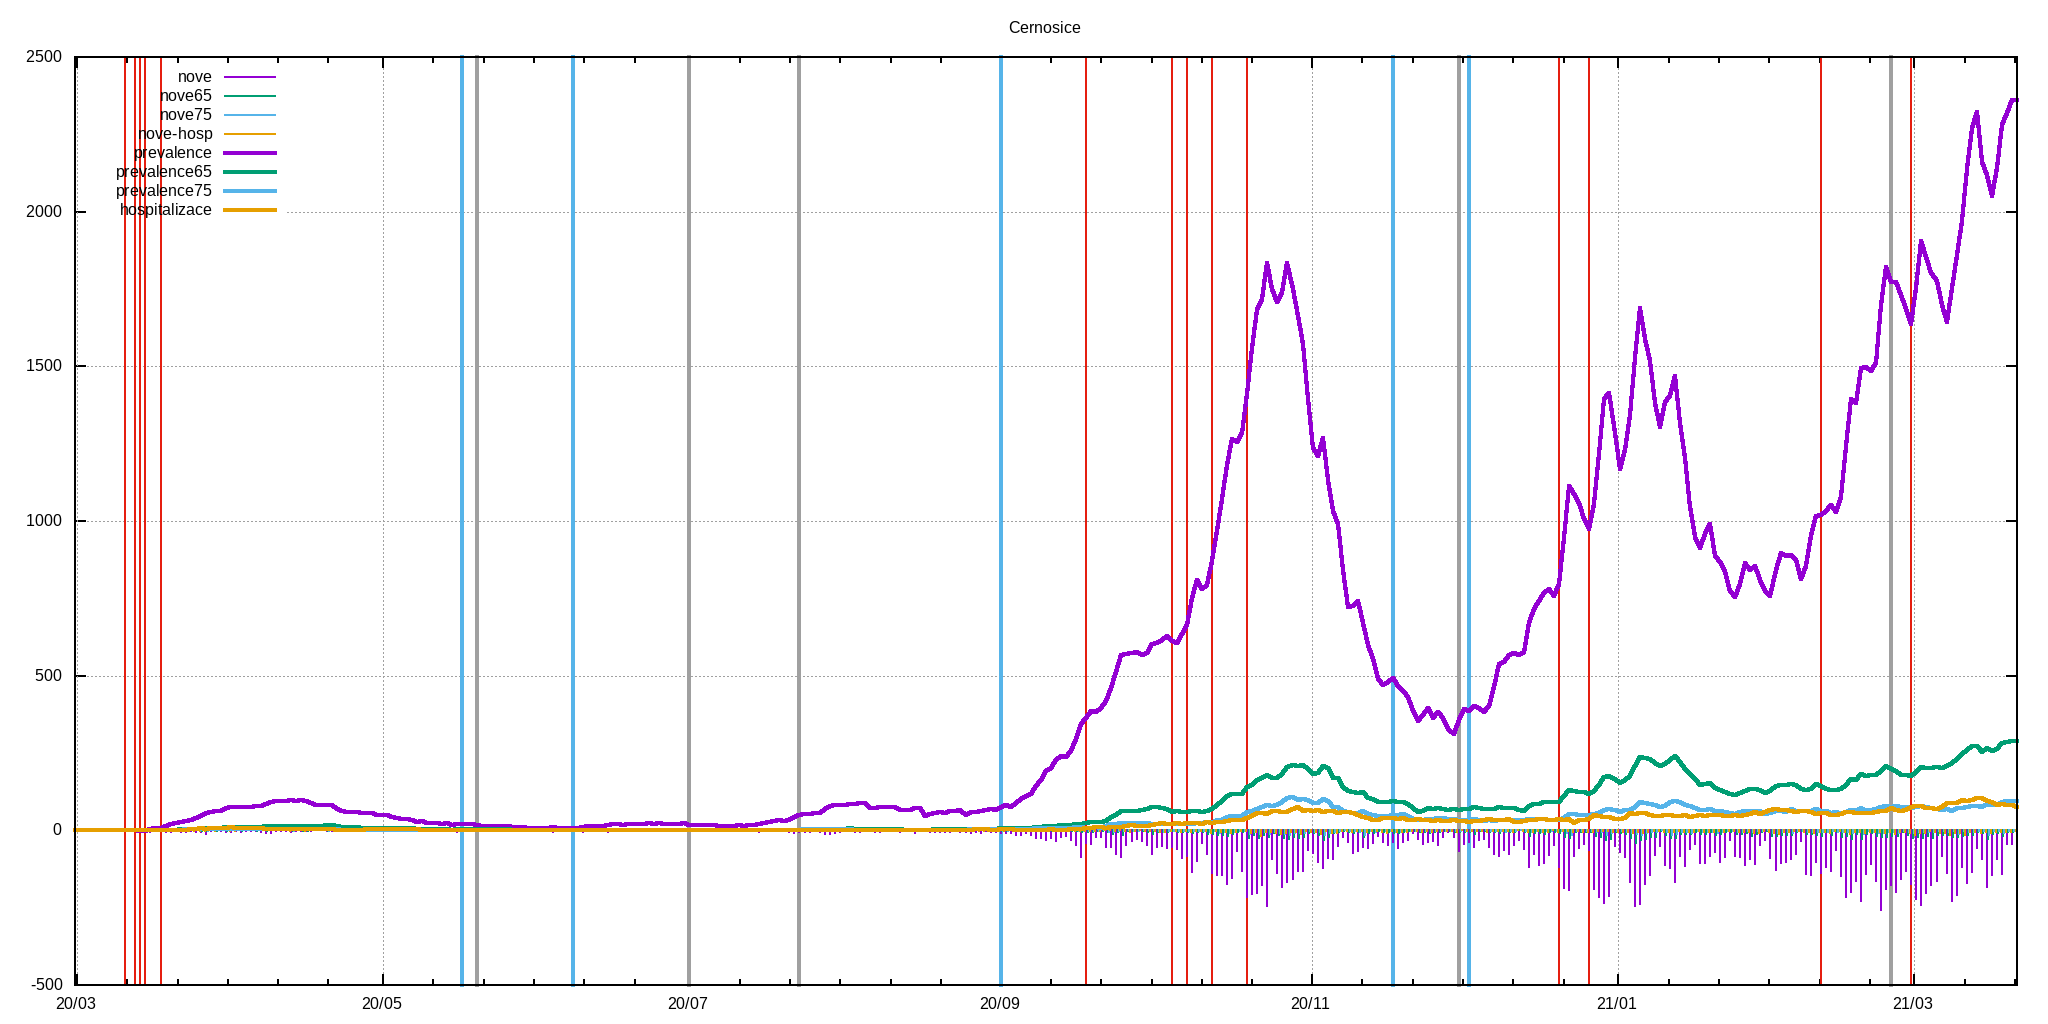 Cernosice
2500
nove
nove65
nove75
nove-hosp
prevalence
prevalence65
prevalence75
hospitalizace
2000
1500
1000
500
0
-500
20/03 20/05 20/07 20/09 20/11 21/01 21/03